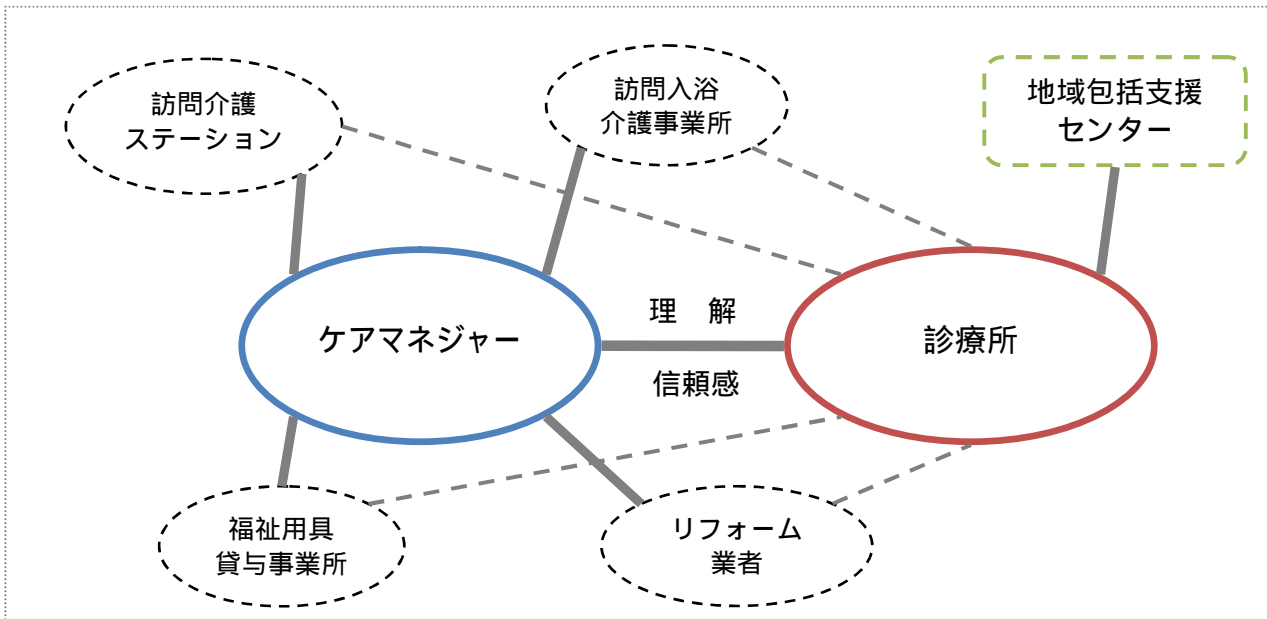 訪問介護
ステーション
訪問入浴
介護事業所
地域包括支援
センター
ケアマネジャー
理　解
信頼感
診療所
福祉用具
貸与事業所
リフォーム
業者